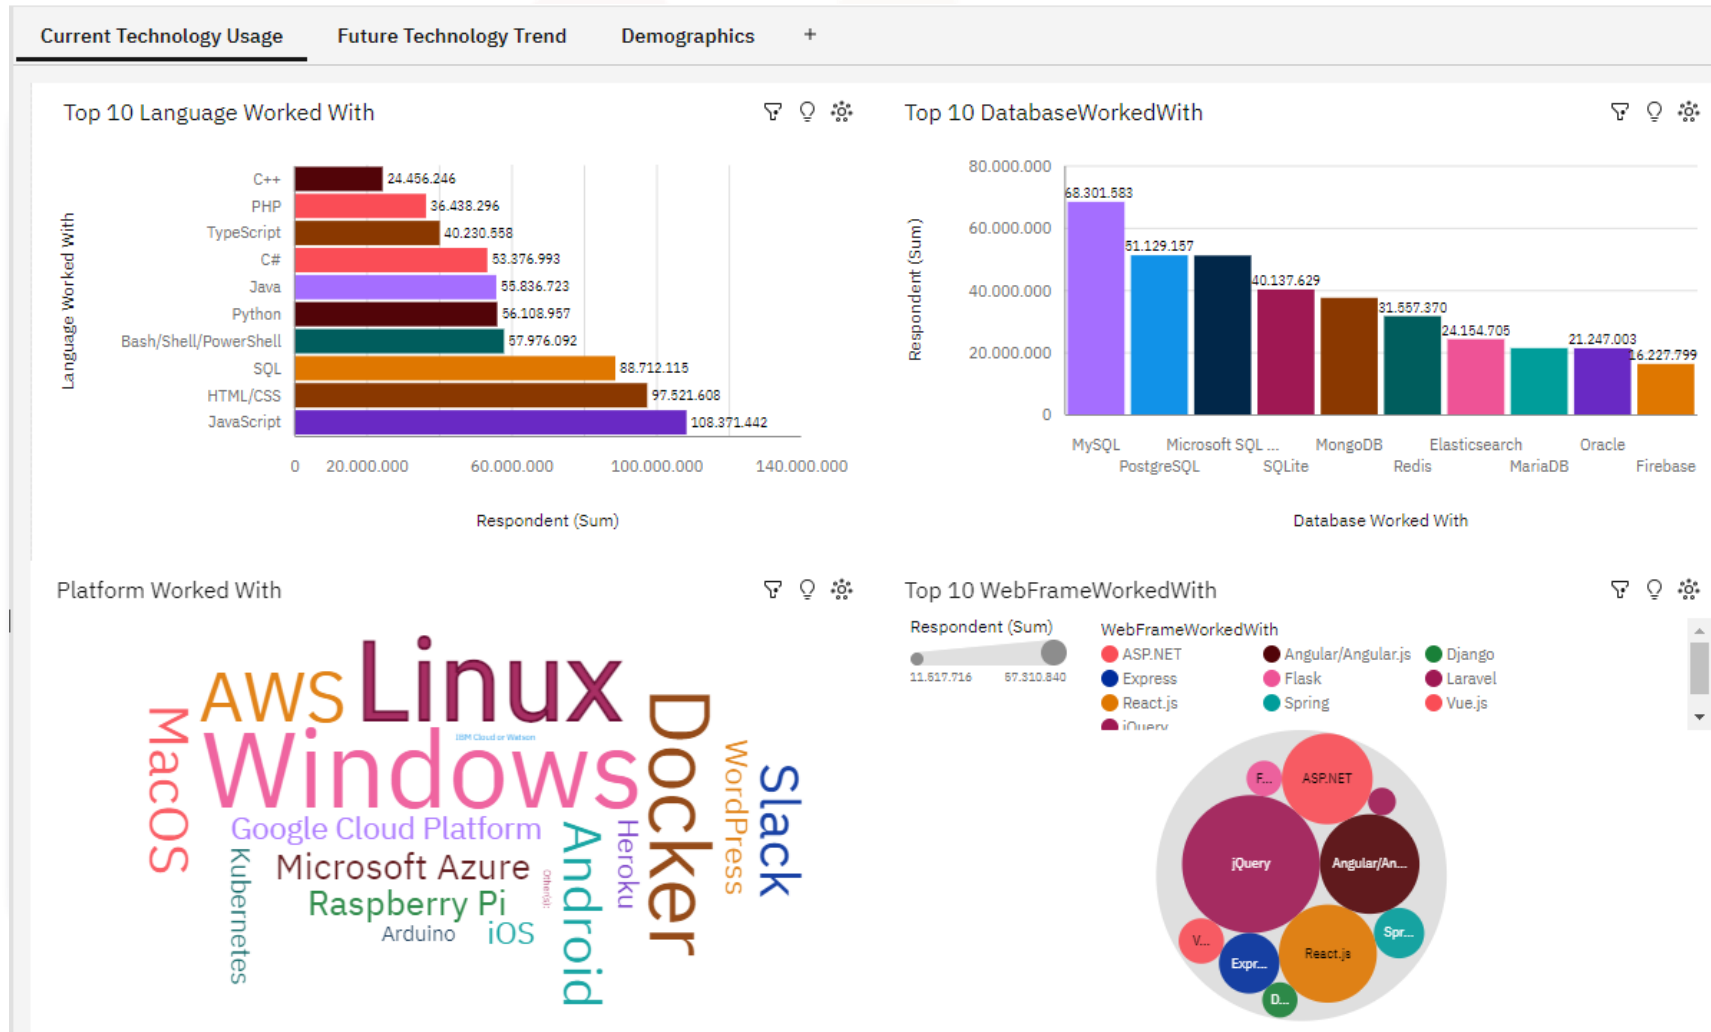 Current Technology Usage
Future Technology Trend
Demographics
+
Top 10 Language Worked With
Language Worked With
C++
24.456.246
PHP
36.438.296
TypeScript
40.230.558
C#
53.376.993
Java
55.836.723
Python
56.108.957
Bash/Shell/PowerShell
57.976.092
SQL
88.712.115
HTML/CSS
97.521.608
JavaScript
108.371.442
0 20.000.000 60.000.000 100.000.000 140.000.000
Respondent (Sum)
Top 10 DatabaseWorkedWith
Respondent (Sum)
80.000.000
60.000.000
40.000.000
20.000.000
0
68.301.583
51.129.157
40.137.629
31.557.370
24.154.705
21.247.003
16.227.799
MySQL
PostgreSQL
Microsoft SQL ...
SQLite
MongoDB
Redis
Elasticsearch
MariaDB
Oracle
Firebase
Database Worked With
Platform Worked With
Linux
AWS
IBM Cloud or Watson
Windows
MacOS
Docker
WordPress
Slack
Google Cloud Platform
Kubernetes
Microsoft Azure
Other(s):
Android
Heroku
Raspberry Pi
Arduino
iOS
Top 10 WebFrameWorkedWith
Respondent (Sum)
11.517.716 57.310.840
WebFrameWorkedWith
ASP.NET Angular/Angular.js Django
Express Flask Laravel
React.js Spring Vue.js
jQuery
F...
ASP.NET
jQuery
Angular/An...
V...
Expr...
React.js
Spr...
D...